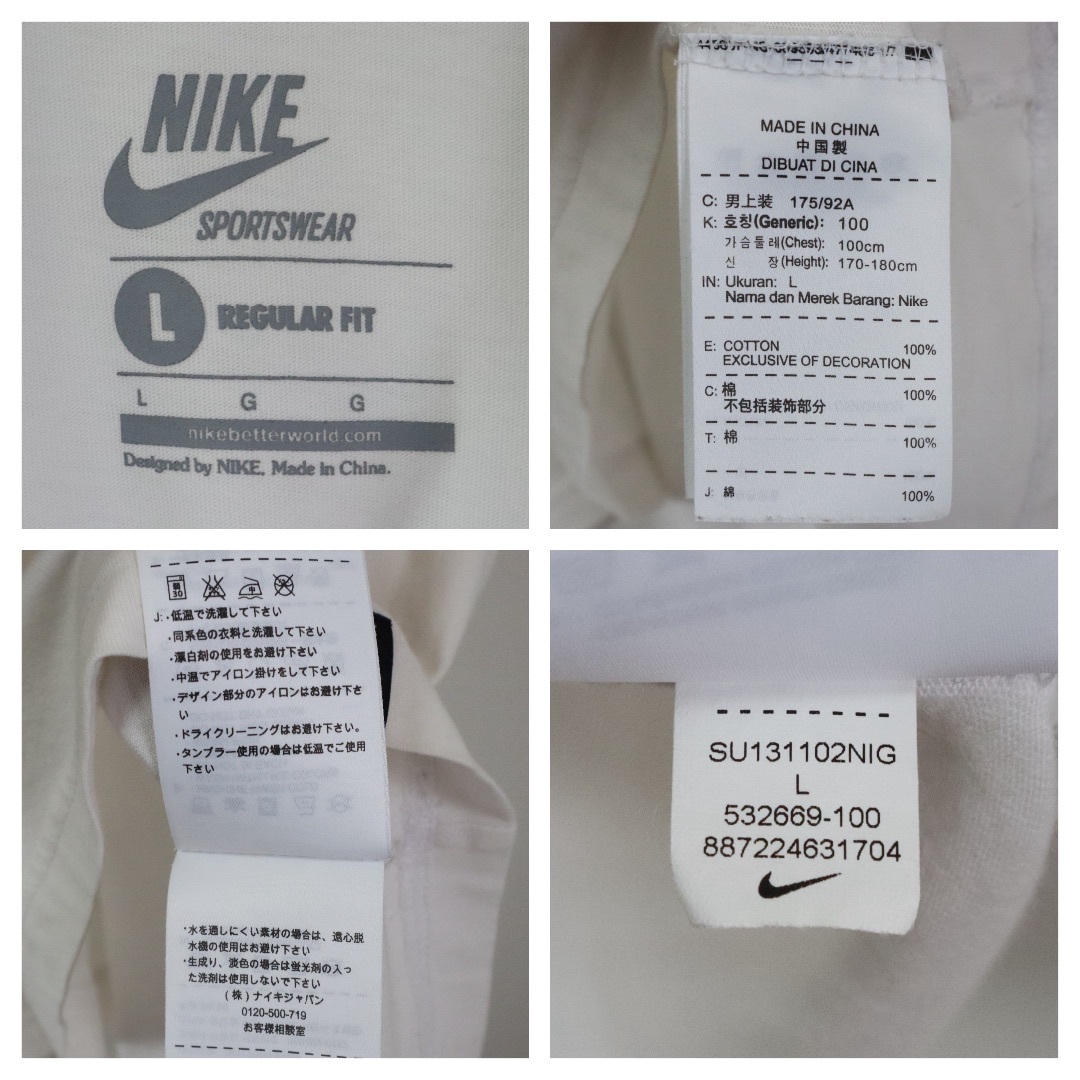 NIKE
SPORTSWEAR
L REGULAR FIT
L G G
nikebetterworld.com
Designed by NIKE. Made in China.
MADE IN CHINA
中国製
DIBUAT DI CINA
C: 男上装 175/92A
K: 호칭(Generic): 100
가슴둘레(Chest): 100cm
신 장(Height): 170-180cm
IN: Ukuran: L
Nama dan Merek Barang: Nike
E: COTTON 100%
EXCLUSIVE OF DECORATION
C: 棉 100%
不包括装饰部分
T: 棉 100%
J: 綿 100%
弱 30 中
J: ・低温で洗濯して下さい
・同系色の衣料と洗濯して下さい
・漂白剤の使用をお避け下さい
・中温でアイロン掛けをして下さい
・デザイン部分のアイロンはお避け下さ
い
・ドライクリーニングはお避け下さい。
・タンブラー使用の場合は低温でご使用
下さい
・水を通しにくい素材の場合は、遠心脱
水機の使用はお避け下さい
・生成り、淡色の場合は蛍光剤の入っ
た洗剤は使用しないで下さい
(株)ナイキジャパン
0120-500-719
お客様相談室
SU131102NIG
L
532669-100
887224631704